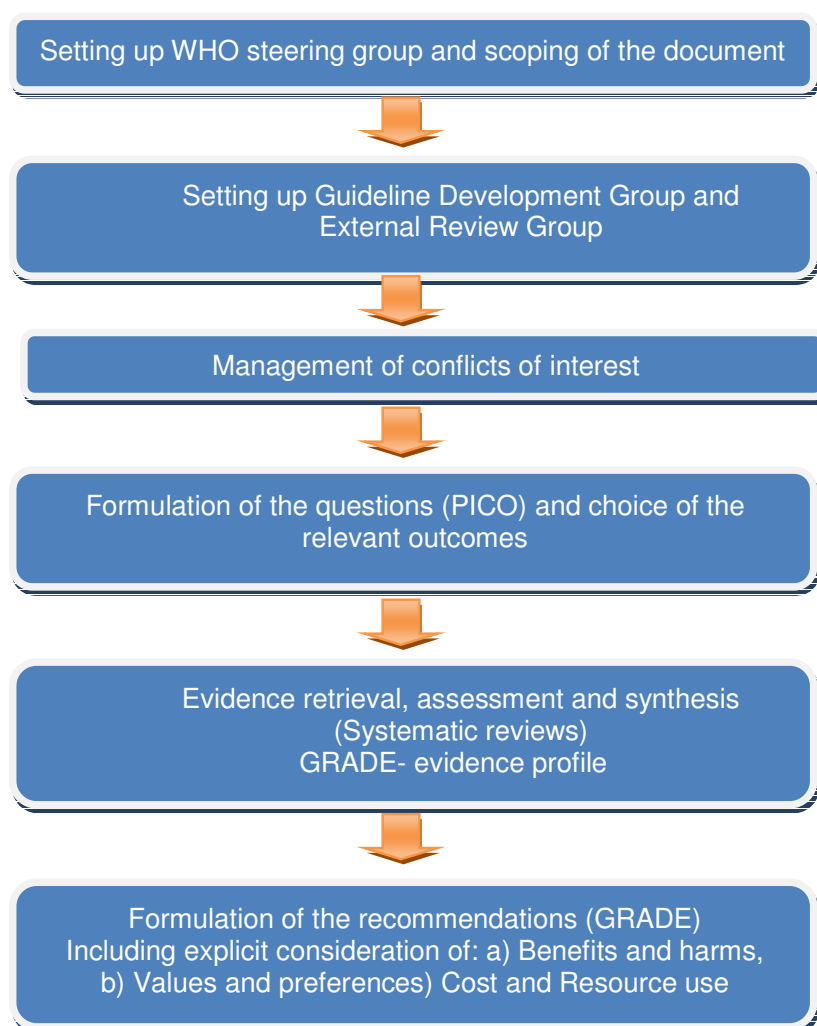 Setting up WHO steering group and scoping of the document
Setting up Guideline Development Group and
External Review Group
Management of conflicts of interest
Formulation of the questions (PICO) and choice of the
relevant outcomes
Evidence retrieval, assessment and synthesis
(Systematic reviews)
GRADE- evidence profile
Formulation of the recommendations (GRADE)
Including explicit consideration of: a) Benefits and harms,
b) Values and preferences) Cost and Resource use